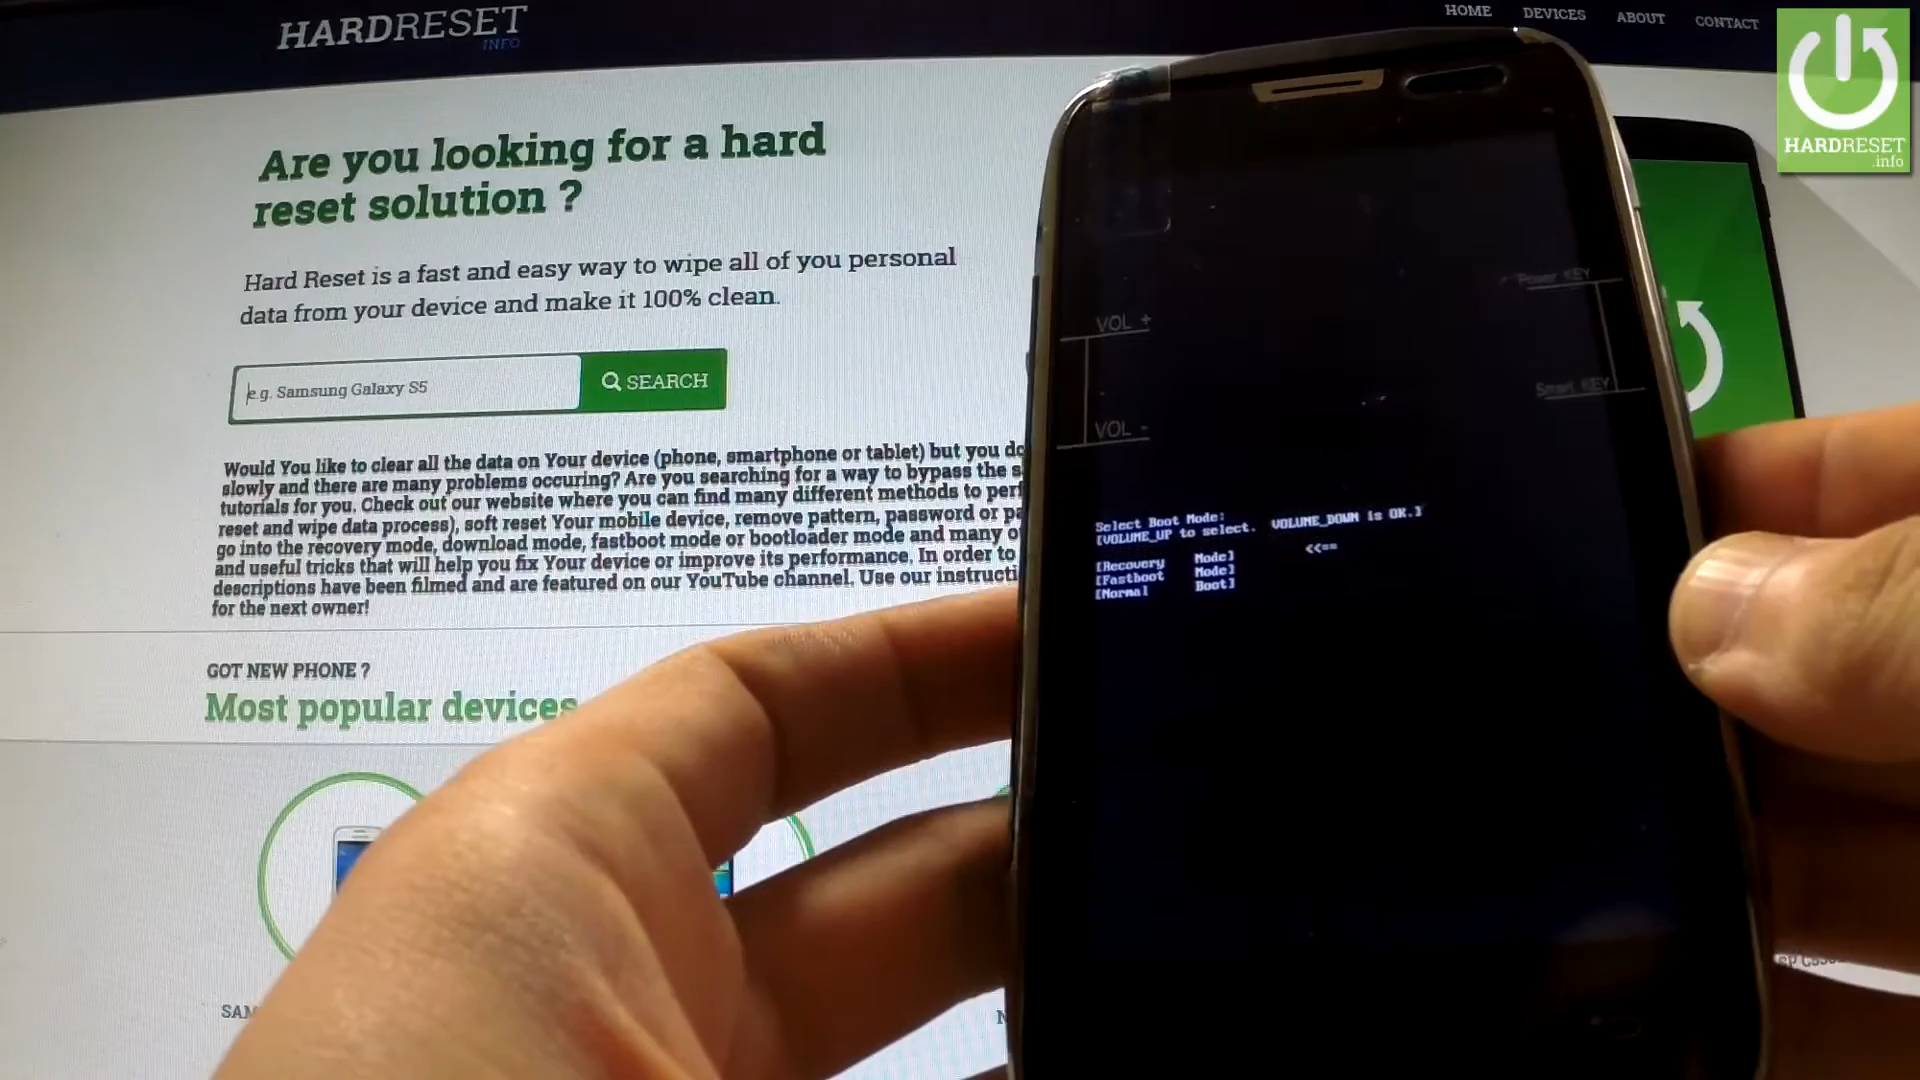 HARDRESET
INFO
HOME DEVICES ABOUT CONTACT
HARDRESET
.info
Are you looking for a hard
reset solution ?
Hard Reset is a fast and easy way to wipe all of you personal
data from your device and make it 100% clean.
e.g. Samsung Galaxy S5
SEARCH
Would You like to clear all the data on Your device (phone, smartphone or tablet) but you do
slowly and there are many problems occuring? Are you searching for a way to bypass the s
tutorials for you. Check out our website where you can find many different methods to perf
reset and wipe data process), soft reset Your mobile device, remove pattern, password or pa
go into the recovery mode, download mode, fastboot mode or bootloader mode and many o
and useful tricks that will help you fix Your device or improve its performance. In order to
descriptions have been filmed and are featured on our YouTube channel. Use our instructi
for the next owner!
GOT NEW PHONE ?
Most popular devices
SAM
N
Power KEY
VOL +
Smart KEY
VOL -
Select Boot Mode:
[VOLUME_UP to select. VOLUME_DOWN is OK.]
[Recovery Mode] <<==
[Fastboot Mode]
[Normal Boot]